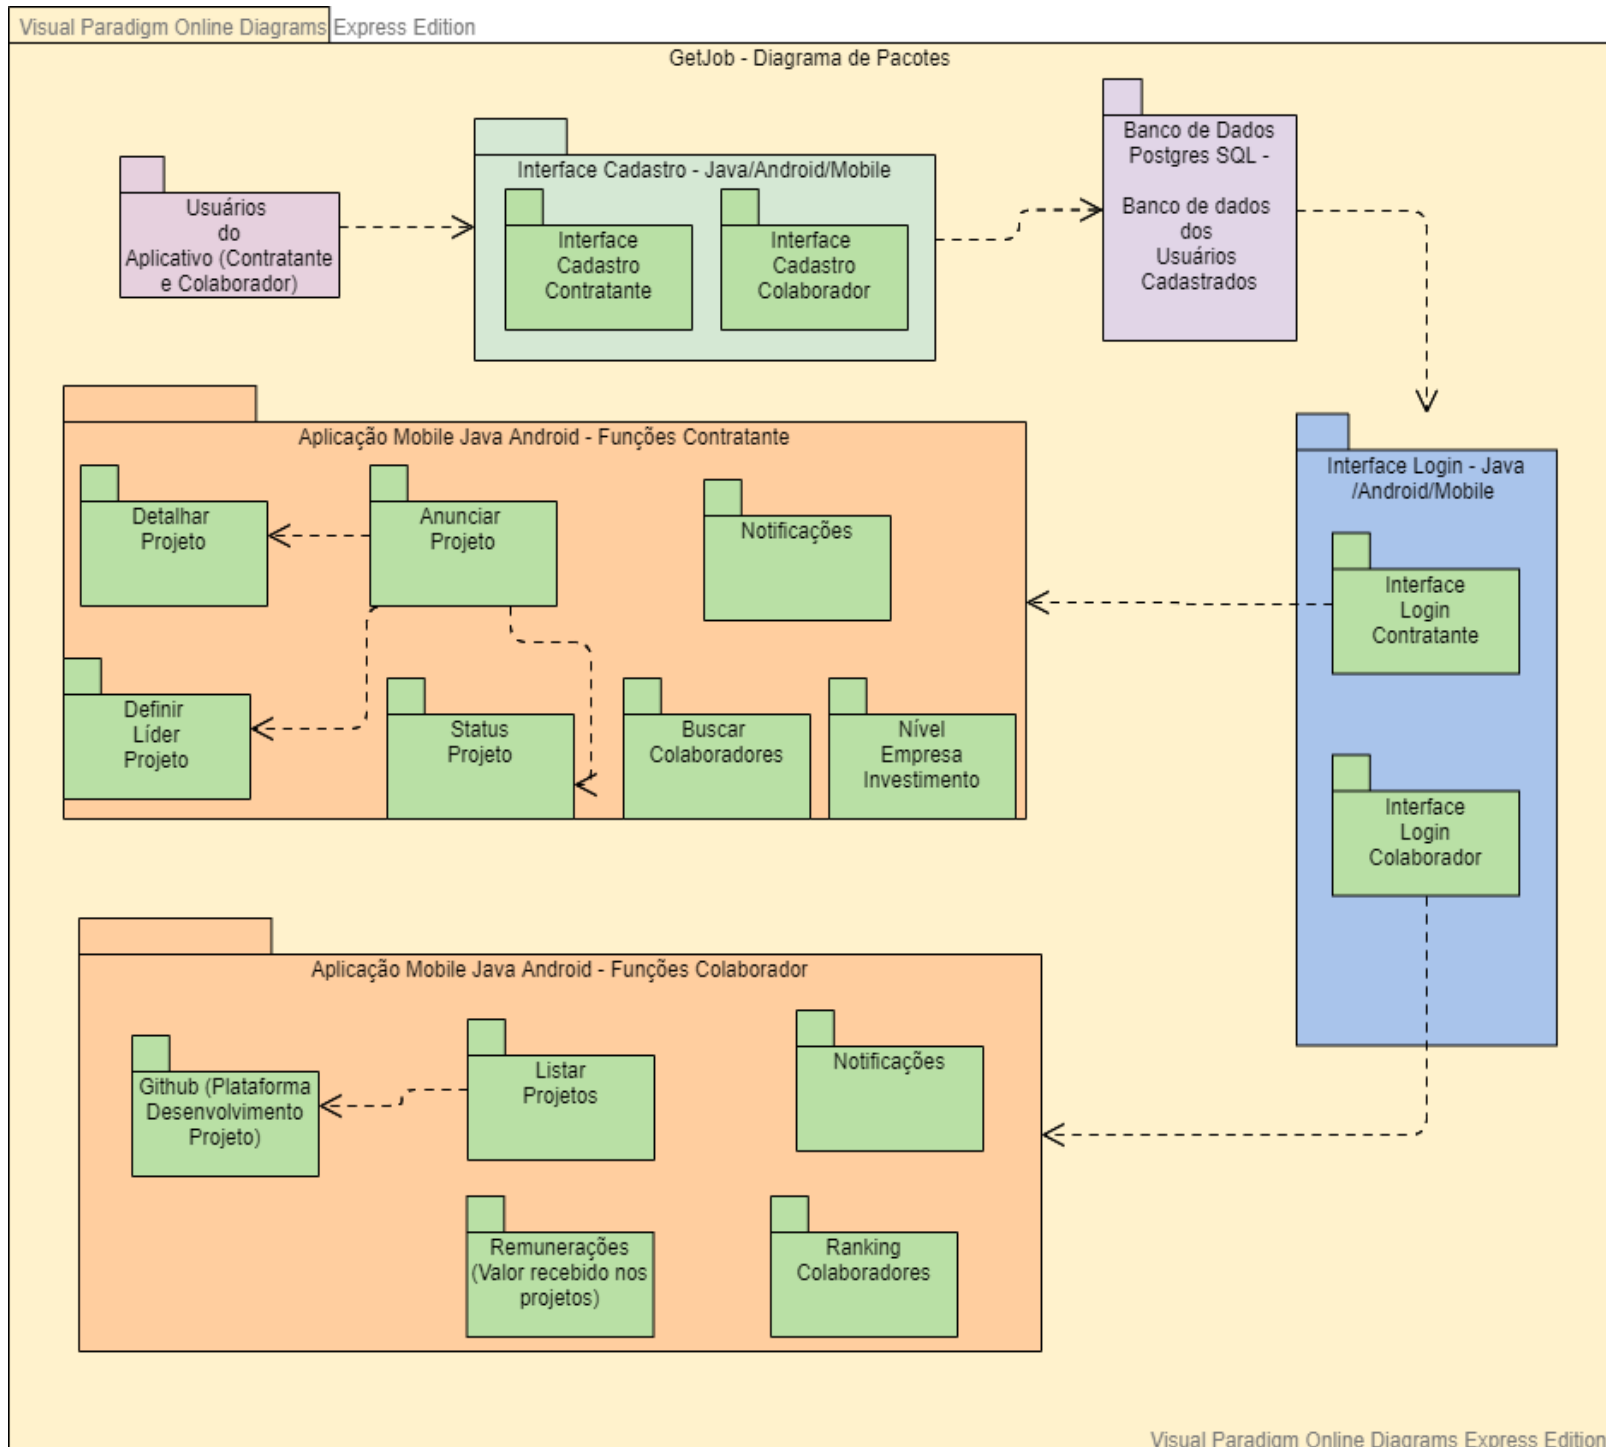 Visual Paradigm Online Diagrams Express Edition
GetJob - Diagrama de Pacotes
Usuários
do
Aplicativo (Contratante
e Colaborador)
Interface Cadastro - Java/Android/Mobile
Interface
Cadastro
Contratante
Interface
Cadastro
Colaborador
Banco de Dados
Postgres SQL -
Banco de dados
dos
Usuários
Cadastrados
Aplicação Mobile Java Android - Funções Contratante
Detalhar
Projeto
Anunciar
Projeto
Notificações
Definir
Líder
Projeto
Status
Projeto
Buscar
Colaboradores
Nível
Empresa
Investimento
Interface Login - Java
/Android/Mobile
Interface
Login
Contratante
Interface
Login
Colaborador
Aplicação Mobile Java Android - Funções Colaborador
Github (Plataforma
Desenvolvimento
Projeto)
Listar
Projetos
Notificações
Remunerações
(Valor recebido nos
projetos)
Ranking
Colaboradores
Visual Paradigm Online Diagrams Express Edition